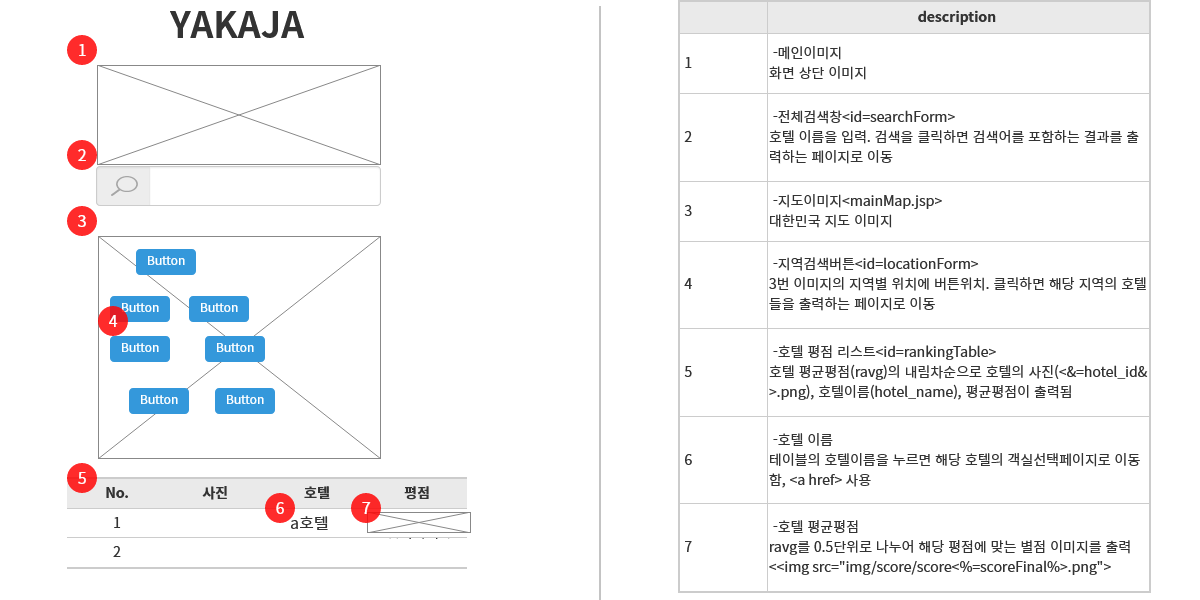 YAKAJA
1
2
3
Button
Button
Button
4
Button
Button
Button
Button
5
No.
사진
호텔
평점
6
7
1
a호텔
2
description
1
-메인이미지
화면 상단 이미지
2
-전체검색창<id=searchForm>
호텔 이름을 입력. 검색을 클릭하면 검색어를 포함하는 결과를 출
력하는 페이지로 이동
3
-지도이미지<mainMap.jsp>
대한민국 지도 이미지
4
-지역검색버튼<id=locationForm>
3번 이미지의 지역별 위치에 버튼위치. 클릭하면 해당 지역의 호텔
들을 출력하는 페이지로 이동
5
-호텔 평점 리스트<id=rankingTable>
호텔 평균평점(ravg)의 내림차순으로 호텔의 사진(<&=hotel_id&
>.png), 호텔이름(hotel_name), 평균평점이 출력됨
6
-호텔 이름
테이블의 호텔이름을 누르면 해당 호텔의 객실선택페이지로 이동
함, <a href> 사용
7
-호텔 평균평점
ravg를 0.5단위로 나누어 해당 평점에 맞는 별점 이미지를 출력
<<img src="img/score/score<%=scoreFinal%>.png">